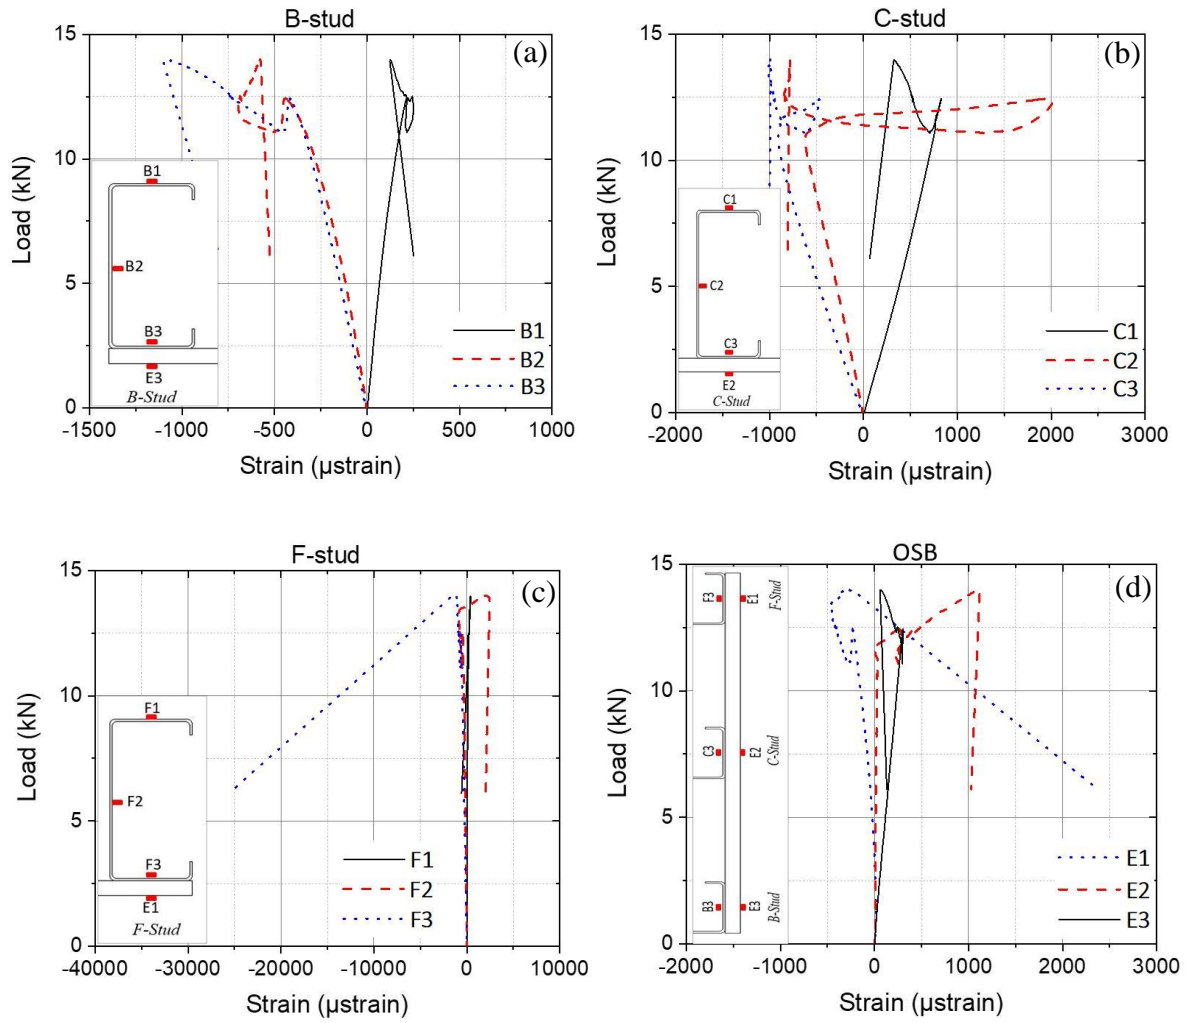 B-stud
(a)
15
10
5
0
Load (kN)
-1500 -1000 -500 0 500 1000
Strain (µstrain)
B1
B2
B3
E3
B-Stud
B1
B2
B3
C-stud
(b)
15
10
5
0
Load (kN)
-2000 -1000 0 1000 2000 3000
Strain (µstrain)
C1
C2
C3
E2
C-Stud
C1
C2
C3
F-stud
(c)
15
10
5
0
Load (kN)
-40000 -30000 -20000 -10000 0 10000
Strain (µstrain)
F1
F2
F3
E1
F-Stud
F1
F2
F3
OSB
(d)
15
10
5
0
Load (kN)
-2000 -1000 0 1000 2000 3000
Strain (µstrain)
F3 E1 F-Stud
C3 E2 C-Stud
B3 E3 B-Stud
E1
E2
E3